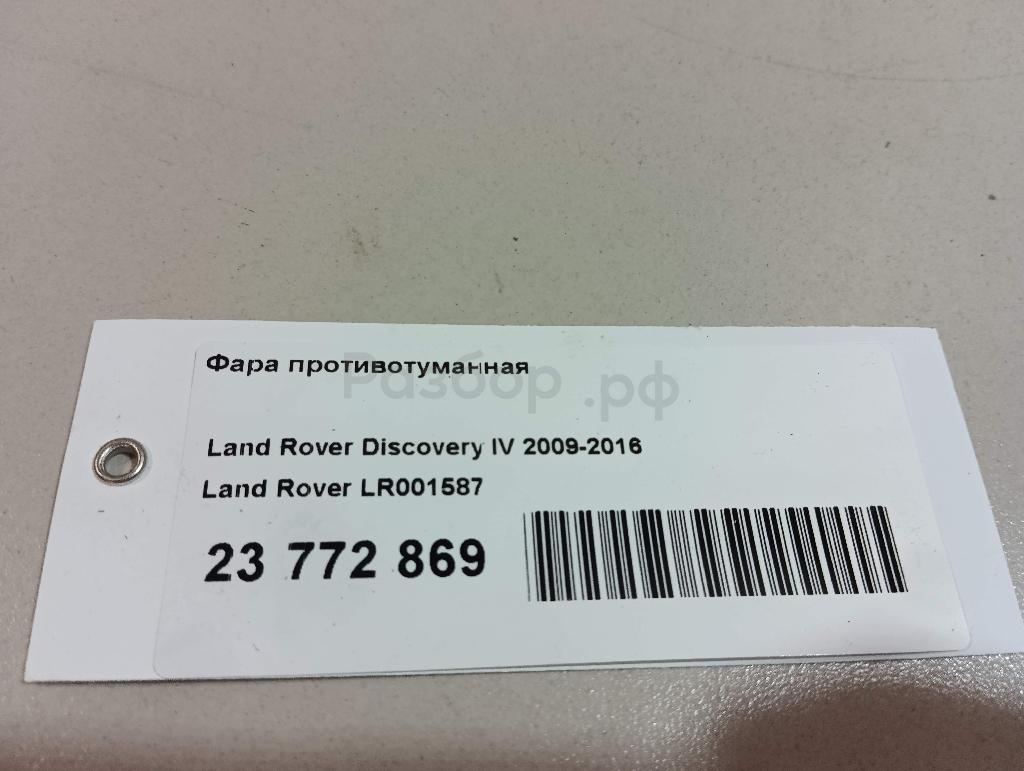 Фара противотуманная
Разбор.рф
Land Rover Discovery IV 2009-2016
Land Rover LR001587
23 772 869